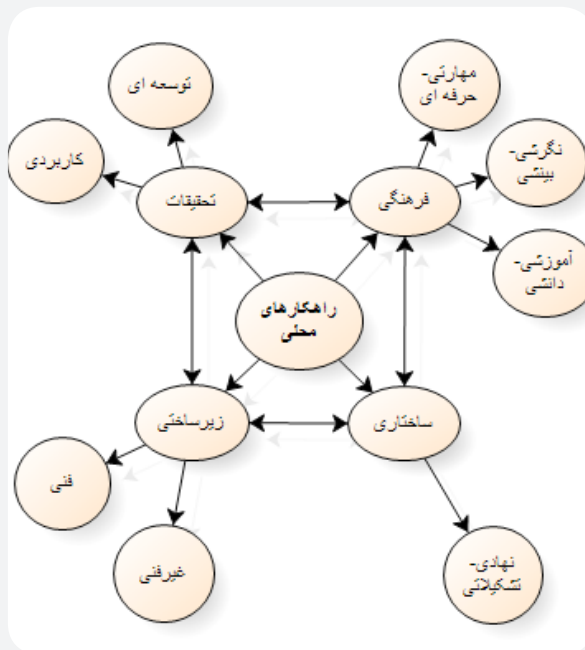 مهارتی-
حرفه ای
توسعه ای
نگرشی-
بینشی
کاربردی
فرهنگی
تحقیقات
آموزشی-
دانشی
راهکارهای
محلی
ساختاری
زیرساختی
فنی
نهادی-
تشکیلاتی
غیرفنی